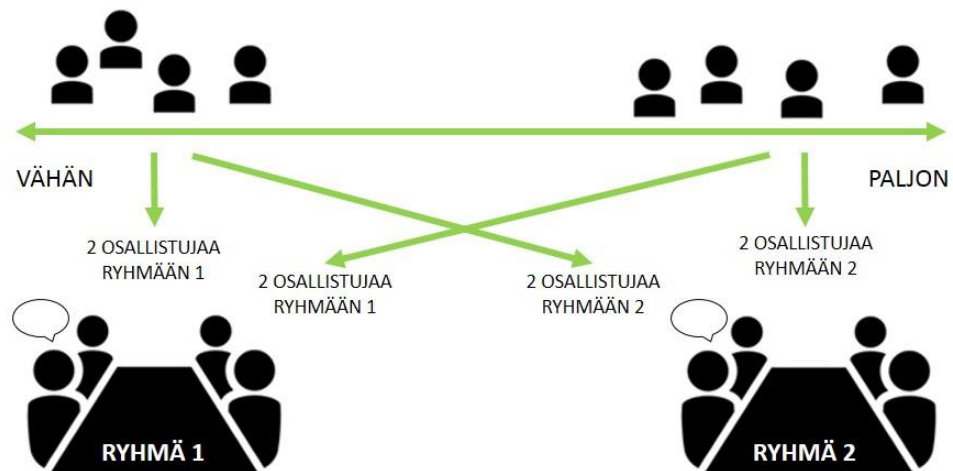 VÄHÄN
PALJON
2 OSALLISTUJAA
RYHMÄÄN 1
2 OSALLISTUJAA
RYHMÄÄN 1
2 OSALLISTUJAA
RYHMÄÄN 2
2 OSALLISTUJAA
RYHMÄÄN 2
RYHMÄ 1
RYHMÄ 2